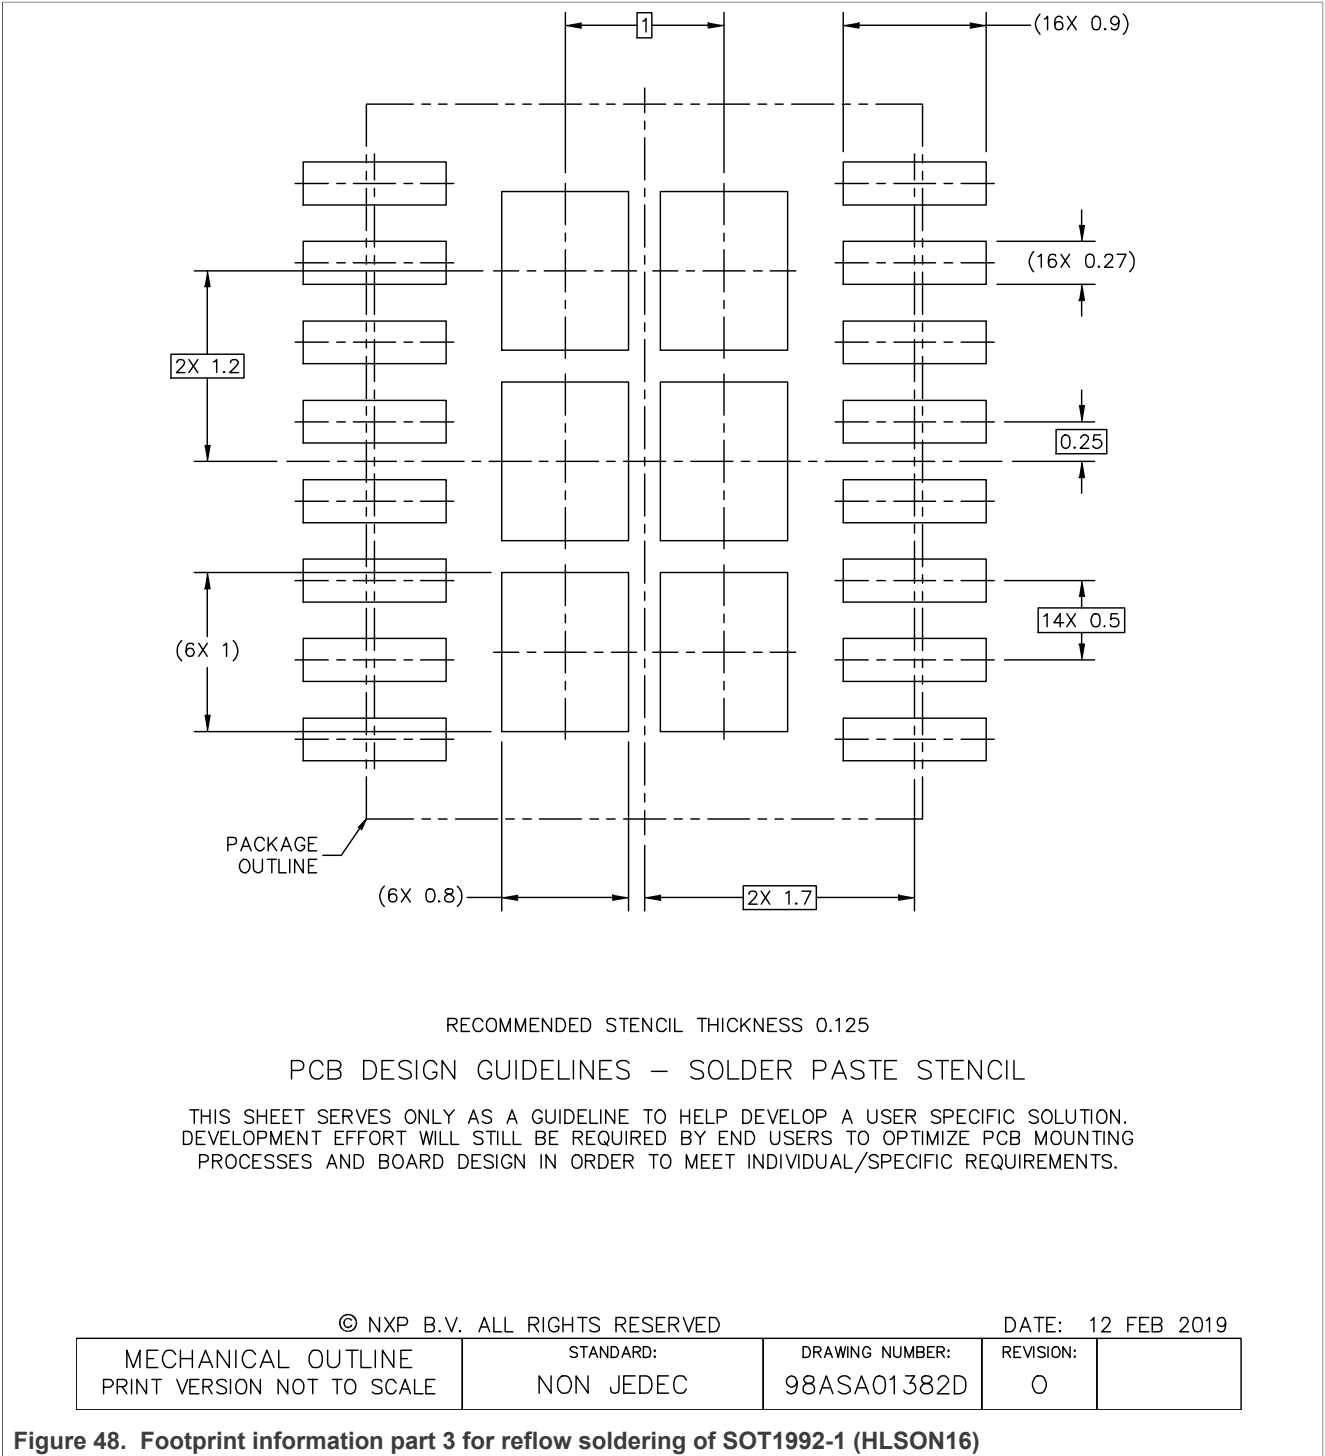 1
(16X 0.9)
(16X 0.27)
2X 1.2
0.25
14X 0.5
(6X 1)
PACKAGE
OUTLINE
(6X 0.8)
2X 1.7
RECOMMENDED STENCIL THICKNESS 0.125
PCB DESIGN GUIDELINES – SOLDER PASTE STENCIL
THIS SHEET SERVES ONLY AS A GUIDELINE TO HELP DEVELOP A USER SPECIFIC SOLUTION.
DEVELOPMENT EFFORT WILL STILL BE REQUIRED BY END USERS TO OPTIMIZE PCB MOUNTING
PROCESSES AND BOARD DESIGN IN ORDER TO MEET INDIVIDUAL/SPECIFIC REQUIREMENTS.
© NXP B.V. ALL RIGHTS RESERVED
DATE: 12 FEB 2019
MECHANICAL OUTLINE
PRINT VERSION NOT TO SCALE
STANDARD:
NON JEDEC
DRAWING NUMBER:
98ASA01382D
REVISION:
O
Figure 48. Footprint information part 3 for reflow soldering of SOT1992-1 (HLSON16)